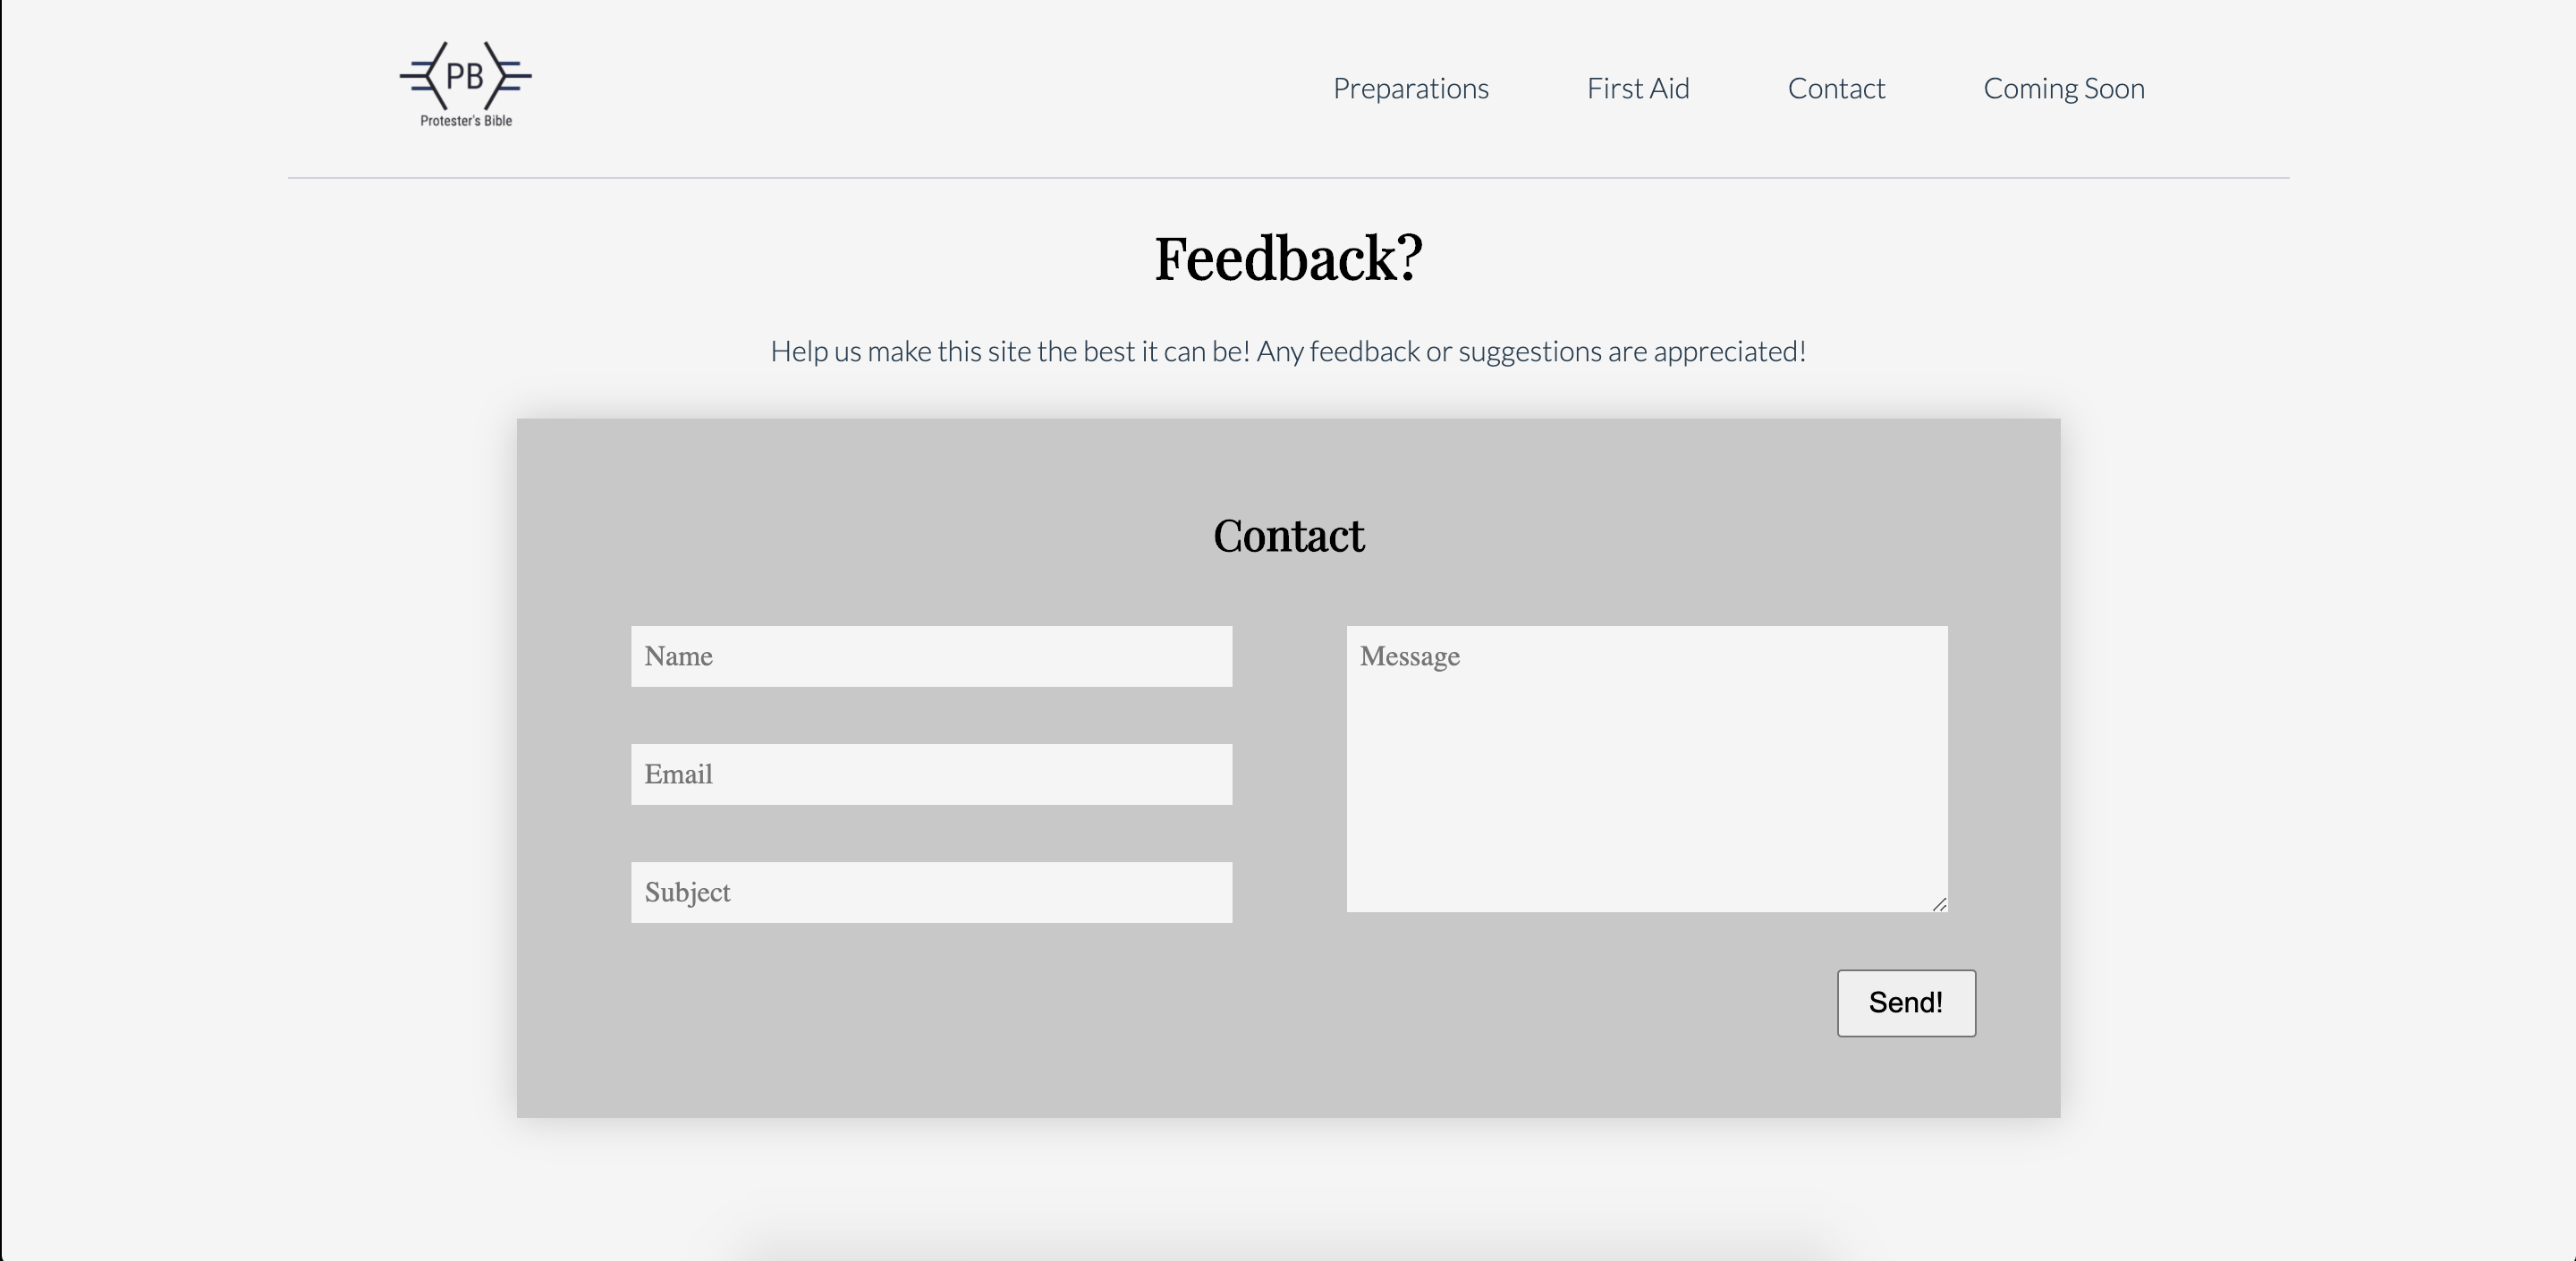 PB
Protester's Bible
Preparations First Aid Contact Coming Soon
Feedback?
Help us make this site the best it can be! Any feedback or suggestions are appreciated!
Contact
Name
Email
Subject
Message
Send!